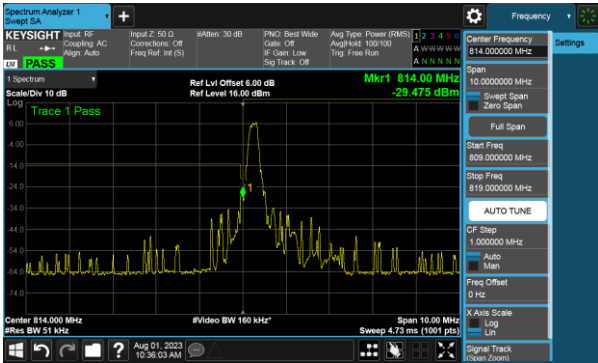 Spectrum Analyzer 1
Swept SA
Frequency
KEYSIGHT
RL
PASS
Input: RF
Coupling: AC
Align: Auto
Input Z: 50 Ω
Corrections: Off
Freq Ref: Int (S)
#Atten: 30 dB
PNO: Best Wide
Gate: Off
IF Gain: Low
Sig Track: Off
Avg Type: Power (RMS)
Avg|Hold: 100/100
Trig: Free Run
1 2 3 4 5 6
A W W W W W
A N N N N N
1 Spectrum
Scale/Div 10 dB
Ref Lvl Offset 6.00 dB
Ref Level 16.00 dBm
Mkr1 814.00 MHz
-29.475 dBm
Log
Trace 1 Pass
6.00
-4.00
-14.0
-24.0
-34.0
-44.0
-54.0
-64.0
-74.0
1
Center 814.000 MHz
#Res BW 51 kHz
#Video BW 160 kHz*
Span 10.00 MHz
Sweep 4.73 ms (1001 pts)
Aug 01, 2023
10:36:03 AM
Center Frequency
814.000000 MHz
Settings
Span
10.0000000 MHz
Swept Span
Zero Span
Full Span
Start Freq
809.000000 MHz
Stop Freq
819.000000 MHz
AUTO TUNE
CF Step
1.000000 MHz
Auto
Man
Freq Offset
0 Hz
X Axis Scale
Log
Lin
Signal Track
(Span Zoom)